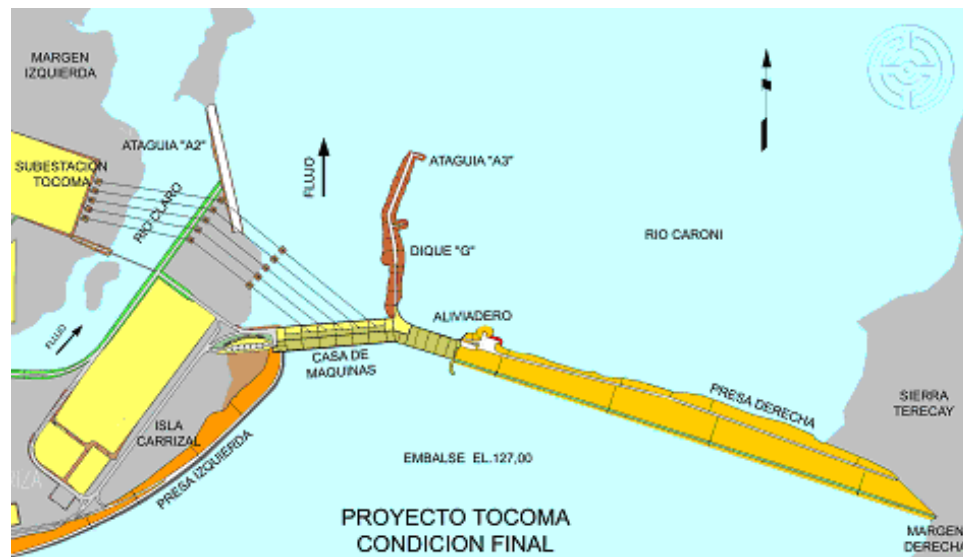 MARGEN
IZQUIERDA
ATAGUIA "A2"
FLUJO
ATAGUIA "A3"
SUBESTACION
TOCOMA
RIO CLARO
RIO CARONI
DIQUE "G"
FLUJO
ALIVIADERO
CASA DE
MAQUINAS
PRESA DERECHA
SIERRA
TERECAY
ISLA
CARRIZAL
PRESA IZQUIERDA
EMBALSE EL.127,00
PROYECTO TOCOMA
CONDICION FINAL
MARGEN
DERECHA